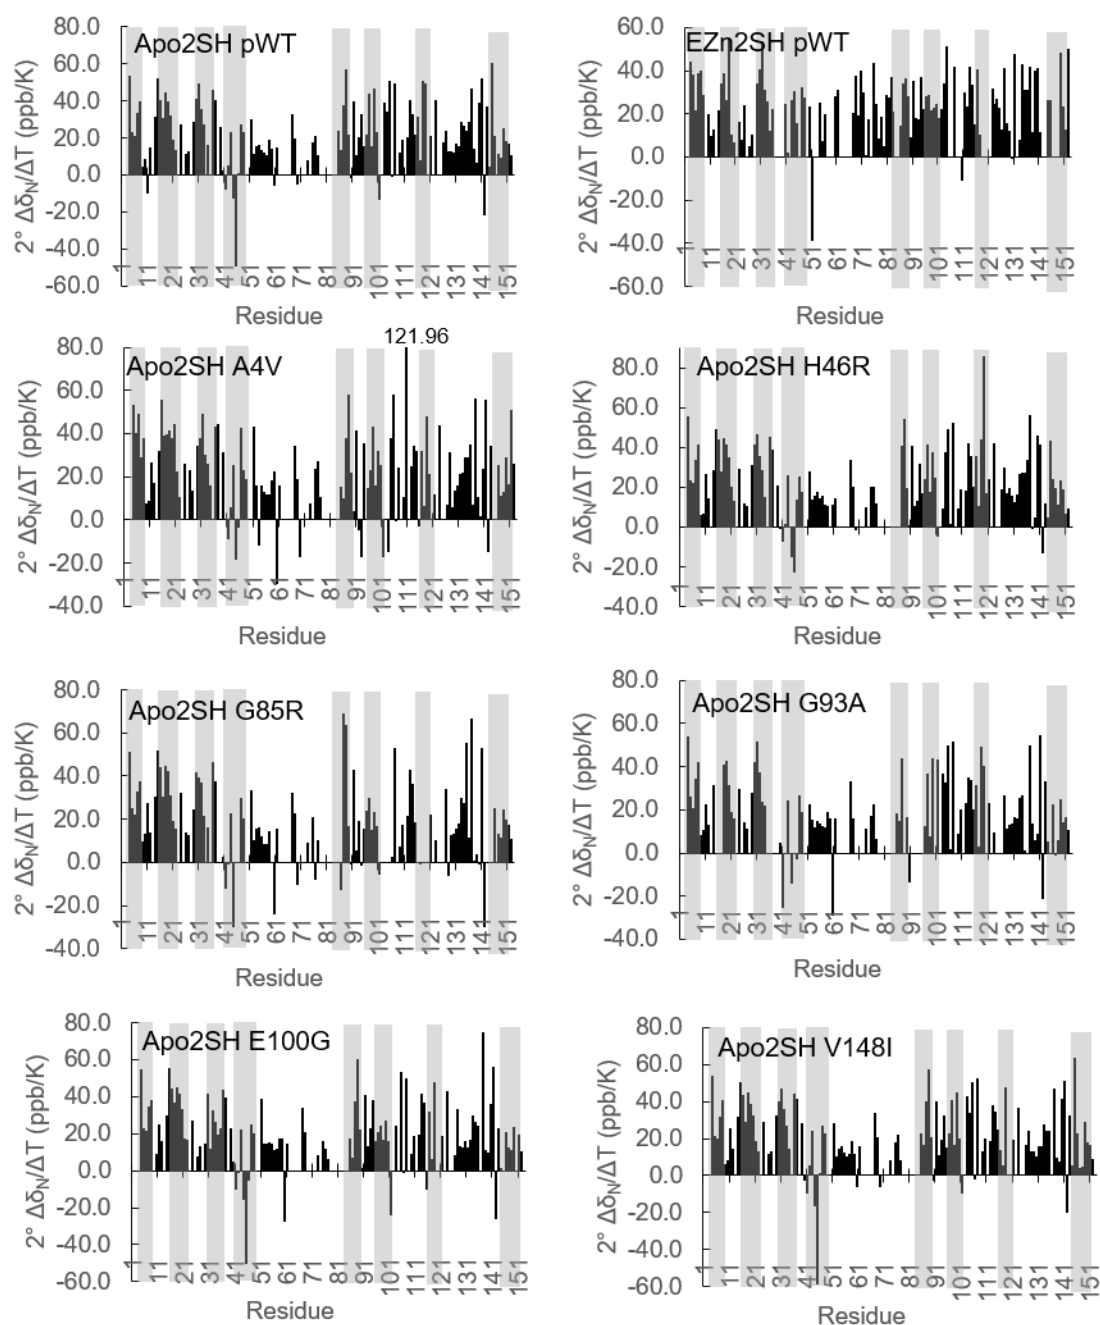 Apo2SH pWT
2° ΔδN/ΔT (ppb/K)
80.0
60.0
40.0
20.0
0.0
-20.0
-40.0
-60.0
1 11 21 31 41 51 61 71 81 91 101 111 121 131 141 151
Residue
EZn2SH pWT
2° ΔδN/ΔT (ppb/K)
60.0
40.0
20.0
0.0
-20.0
-40.0
-60.0
1 11 21 31 41 51 61 71 81 91 101 111 121 131 141 151
Residue
Apo2SH A4V
121.96
2° ΔδN/ΔT (ppb/K)
80.0
60.0
40.0
20.0
0.0
-20.0
-40.0
1 11 21 31 41 51 61 71 81 91 101 111 121 131 141 151
Residue
Apo2SH H46R
2° ΔδN/ΔT (ppb/K)
80.0
60.0
40.0
20.0
0.0
-20.0
-40.0
1 11 21 31 41 51 61 71 81 91 101 111 121 131 141 151
Residue
Apo2SH G85R
2° ΔδN/ΔT (ppb/K)
80.0
60.0
40.0
20.0
0.0
-20.0
-40.0
1 11 21 31 41 51 61 71 81 91 101 111 121 131 141 151
Residue
Apo2SH G93A
2° ΔδN/ΔT (ppb/K)
80.0
60.0
40.0
20.0
0.0
-20.0
-40.0
1 11 21 31 41 51 61 71 81 91 101 111 121 131 141 151
Residue
Apo2SH E100G
2° ΔδN/ΔT (ppb/K)
80.0
60.0
40.0
20.0
0.0
-20.0
-40.0
-60.0
1 11 21 31 41 51 61 71 81 91 101 111 121 131 141 151
Residue
Apo2SH V148I
2° ΔδN/ΔT (ppb/K)
80.0
60.0
40.0
20.0
0.0
-20.0
-40.0
-60.0
1 11 21 31 41 51 61 71 81 91 101 111 121 131 141 151
Residue